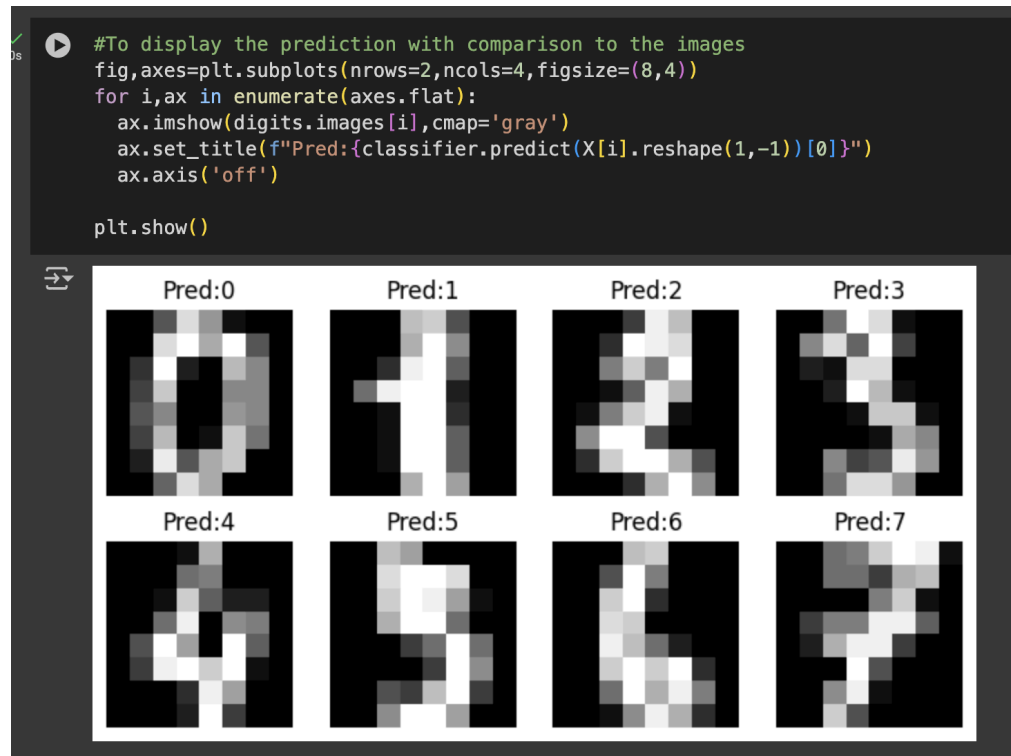 #To display the prediction with comparison to the images
fig,axes=plt.subplots(nrows=2,ncols=4,figsize=(8,4))
for i,ax in enumerate(axes.flat):
  ax.imshow(digits.images[i],cmap='gray')
  ax.set_title(f"Pred:{classifier.predict(X[i].reshape(1,-1))[0]}")
  ax.axis('off')
plt.show()
Pred:0 Pred:1 Pred:2 Pred:3
Pred:4 Pred:5 Pred:6 Pred:7